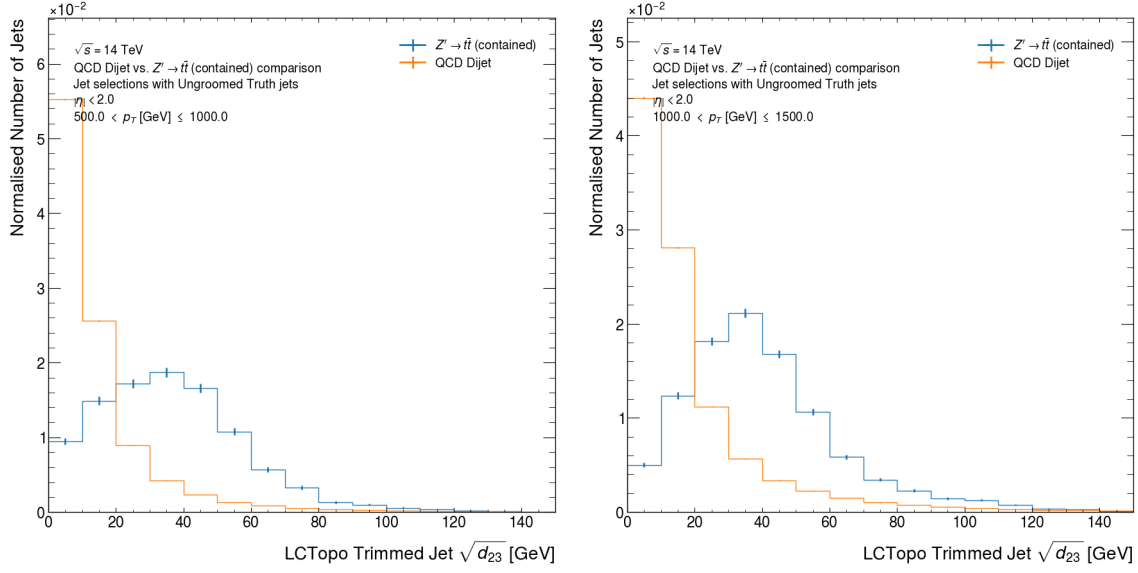 ×10⁻²
Normalised Number of Jets
√s = 14 TeV
QCD Dijet vs. Z′ → tt̄ (contained) comparison
Jet selections with Ungroomed Truth jets
|η| < 2.0
500.0 < p_T [GeV] ≤ 1000.0
Z′ → tt̄ (contained)
QCD Dijet
6
5
4
3
2
1
0
0 20 40 60 80 100 120 140
LCTopo Trimmed Jet √d₂₃ [GeV]
×10⁻²
Normalised Number of Jets
√s = 14 TeV
QCD Dijet vs. Z′ → tt̄ (contained) comparison
Jet selections with Ungroomed Truth jets
|η| < 2.0
1000.0 < p_T [GeV] ≤ 1500.0
Z′ → tt̄ (contained)
QCD Dijet
5
4
3
2
1
0
0 20 40 60 80 100 120 140
LCTopo Trimmed Jet √d₂₃ [GeV]